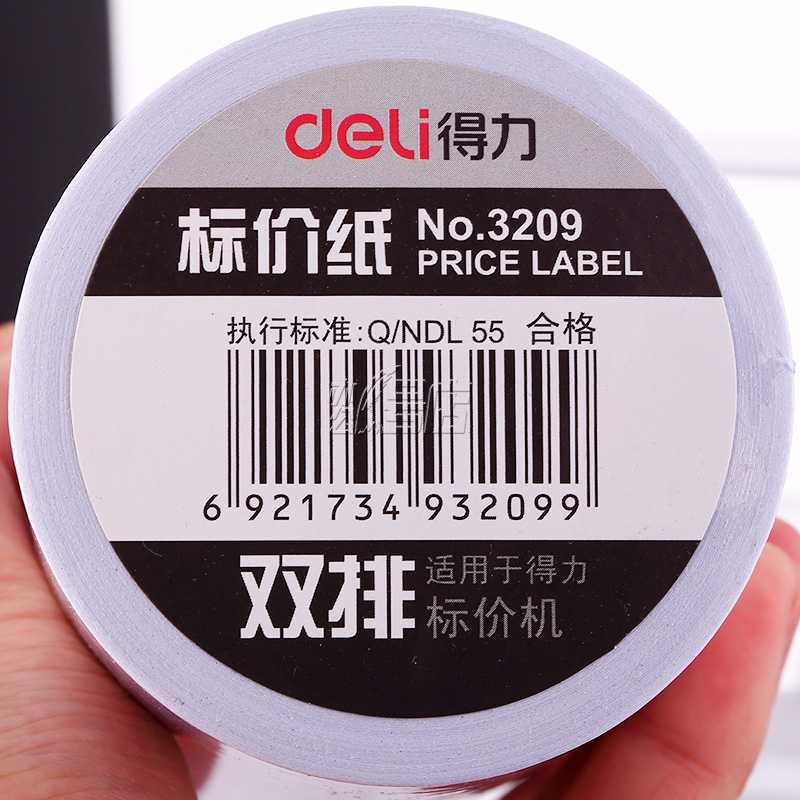 deli得力
标价纸 No.3209
PRICE LABEL
执行标准:Q/NDL 55 合格
6 921734 932099
双排 适用于得力
标价机